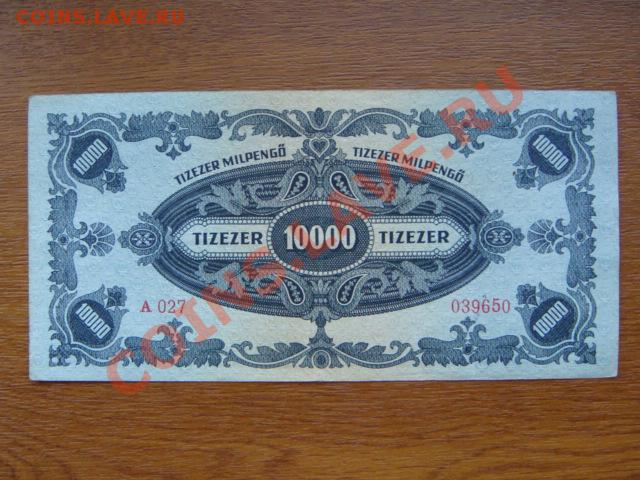 COINS.LAVE.RU
10000 10000
TIZEZER MILPENGŐ TIZEZER MILPENGŐ
TIZEZER 10000 TIZEZER
A 027 039650
10000 10000
COINS.LAVE.RU